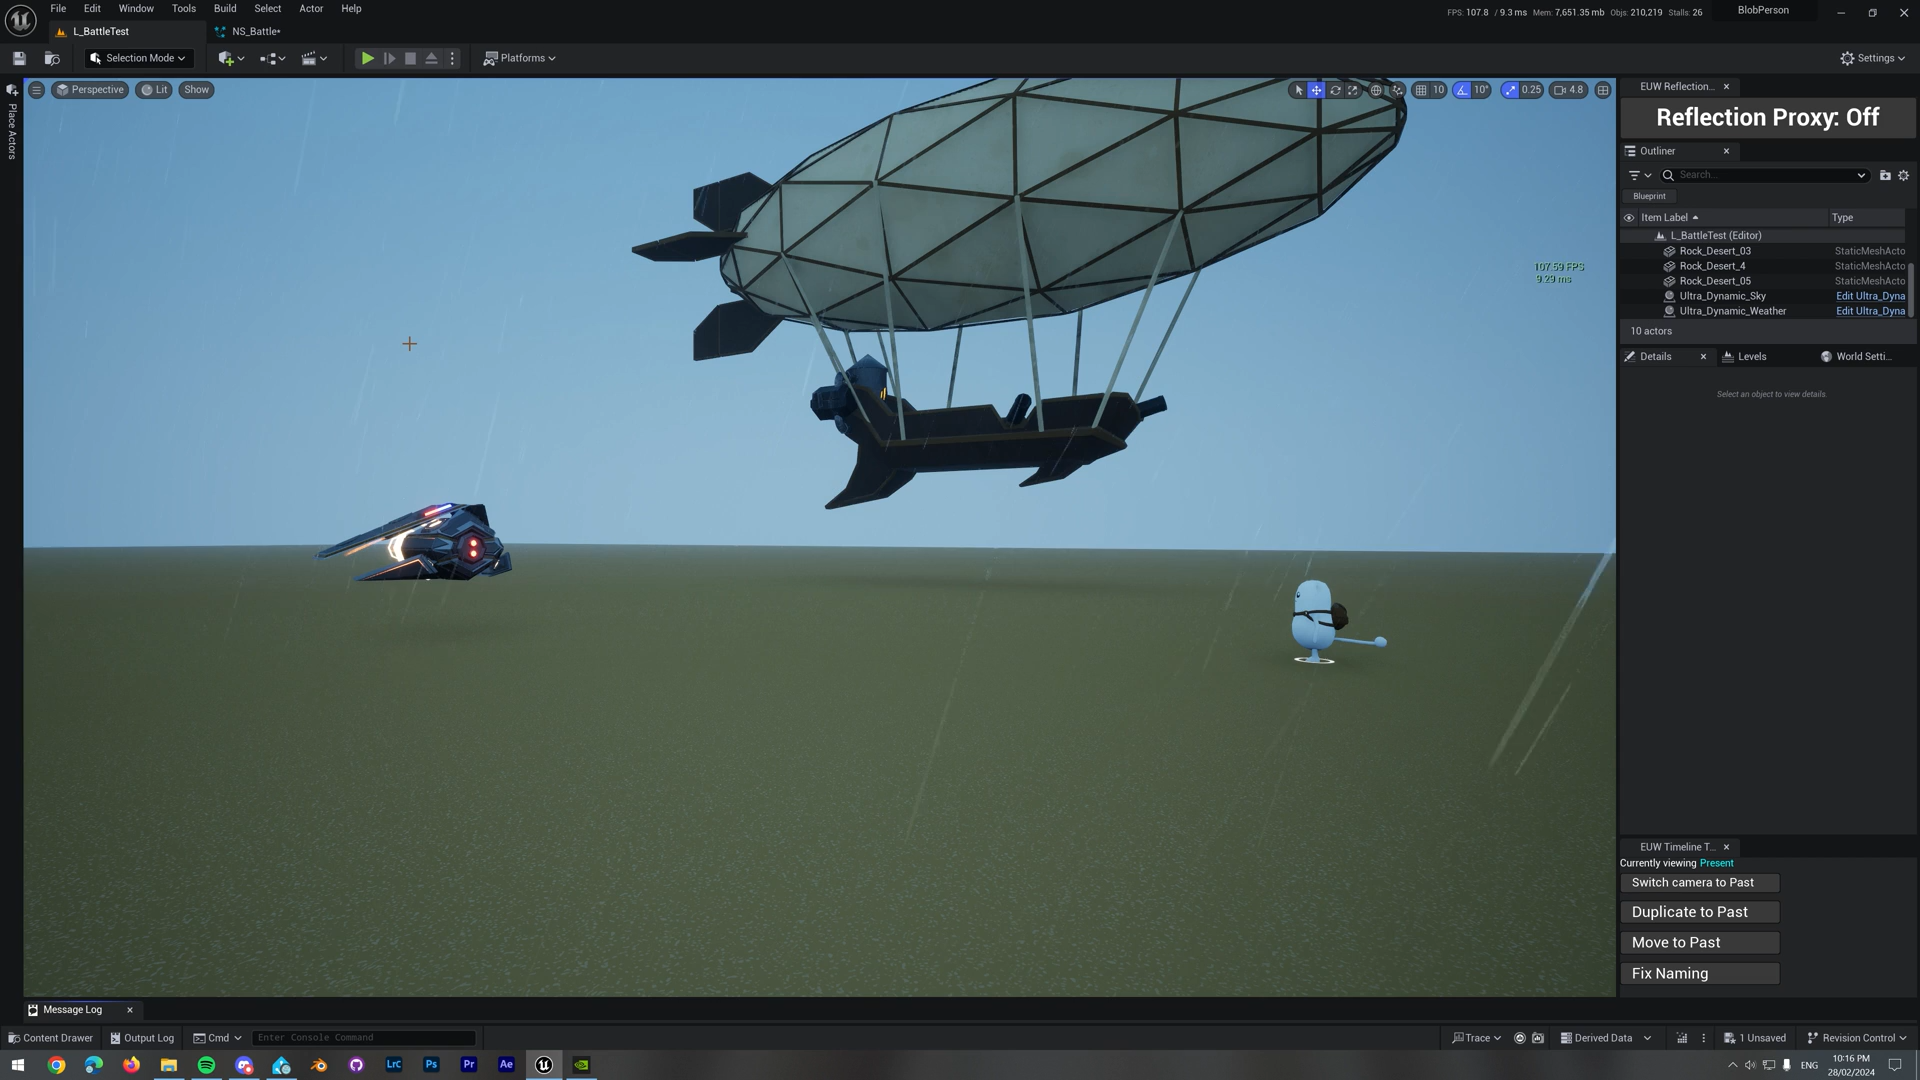 File Edit Window Tools Build Select Actor Help
FPS: 107.8 / 9.3 ms Mem: 7,651.35 mb Objs: 210,219 Stalls: 26
BlobPerson
L_BattleTest
NS_Battle*
Selection Mode
Platforms
Settings
Place Actors
Perspective
Lit
Show
10
10°
0.25
4.8
107.59 FPS
9.29 ms
EUW Reflection...
Reflection Proxy: Off
Outliner
Search...
Blueprint
Item Label
Type
L_BattleTest (Editor)
Rock_Desert_03 StaticMeshActo
Rock_Desert_4 StaticMeshActo
Rock_Desert_05 StaticMeshActo
Ultra_Dynamic_Sky Edit Ultra_Dyna
Ultra_Dynamic_Weather Edit Ultra_Dyna
10 actors
Details
Levels
World Setti...
Select an object to view details.
EUW Timeline T...
Currently viewing Present
Switch camera to Past
Duplicate to Past
Move to Past
Fix Naming
Message Log
Content Drawer
Output Log
Cmd
Enter Console Command
Trace
Derived Data
1 Unsaved
Revision Control
LrC
Ps
Pr
Ae
ENG
10:16 PM
28/02/2024